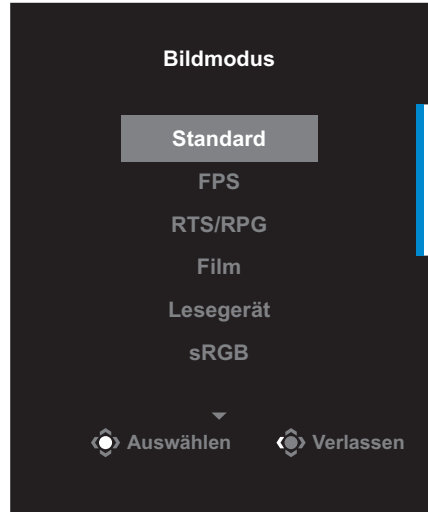 Bildmodus
Standard
FPS
RTS/RPG
Film
Lesegerät
sRGB
Auswählen Verlassen